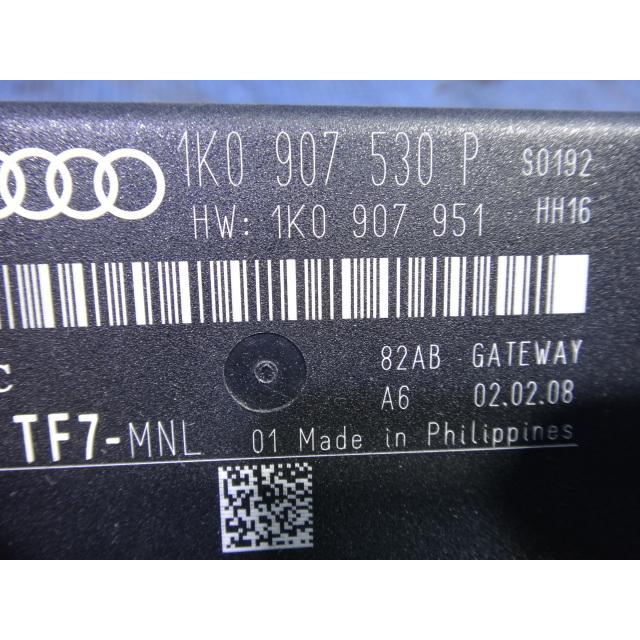 1K0 907 530 P S0192
HW: 1K0 907 951 HH16
82AB GATEWAY
C
A6 02.02.08
TF7-MNL 01 Made in Philippines